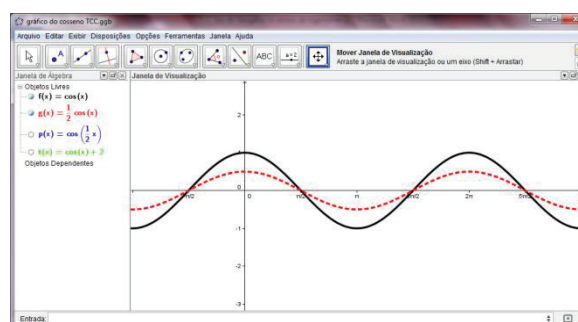 gráfico do cosseno TCC.ggb
Arquivo Editar Exibir Disposições Opções Ferramentas Janela Ajuda
ABC
a=2
Mover Janela de Visualização
Arraste a janela de visualização ou um eixo (Shift + Arrastar)
Janela de Álgebra
Janela de Visualização
Objetos Livres
f(x) = cos(x)
g(x) = 1/2 cos(x)
p(x) = cos(1/2 x)
cos(x) + 2
Objetos Dependentes
2
1
0
-1
-2
-3
0
π/2
π
2π
Entrada: